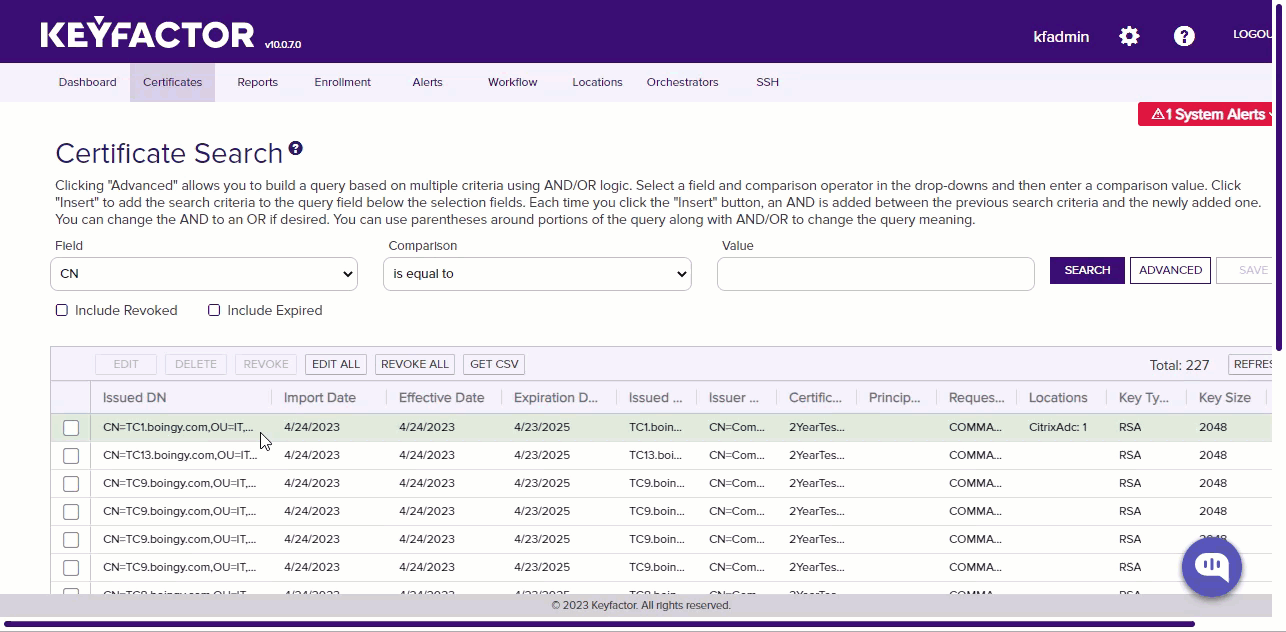 KEYFACTOR v10.0.7.0
kfadmin
Dashboard Certificates Reports Enrollment Alerts Workflow Locations Orchestrators SSH
1 System Alerts
Certificate Search
Clicking "Advanced" allows you to build a query based on multiple criteria using AND/OR logic. Select a field and comparison operator in the drop-downs and then enter a comparison value. Click
"Insert" to add the search criteria to the query field below the selection fields. Each time you click the "Insert" button, an AND is added between the previous search criteria and the newly added one.
You can change the AND to an OR if desired. You can use parentheses around portions of the query along with AND/OR to change the query meaning.
Field Comparison Value
CN is equal to SEARCH ADVANCED SAVE
Include Revoked Include Expired
EDIT DELETE REVOKE EDIT ALL REVOKE ALL GET CSV Total: 227
Issued DN Import Date Effective Date Expiration D... Issued ... Issuer ... Certific... Princip... Reques... Locations Key Ty... Key Size
CN=TC1.boingy.com,OU=IT,... 4/24/2023 4/24/2023 4/23/2025 TC1.boin... CN=Com... 2YearTes... COMMA... CitrixAdc: 1 RSA 2048
CN=TC13.boingy.com,OU=IT... 4/24/2023 4/24/2023 4/23/2025 TC13.boi... CN=Com... 2YearTes... COMMA... RSA 2048
CN=TC9.boingy.com,OU=IT,... 4/24/2023 4/24/2023 4/23/2025 TC9.boin... CN=Com... 2YearTes... COMMA... RSA 2048
CN=TC9.boingy.com,OU=IT,... 4/24/2023 4/24/2023 4/23/2025 TC9.boin... CN=Com... 2YearTes... COMMA... RSA 2048
CN=TC9.boingy.com,OU=IT,... 4/24/2023 4/24/2023 4/23/2025 TC9.boin... CN=Com... 2YearTes... COMMA... RSA
CN=TC9.boingy.com,OU=IT,... 4/24/2023 4/24/2023 4/23/2025 TC9.boin... CN=Com... 2YearTes... COMMA... RSA
© 2023 Keyfactor. All rights reserved.